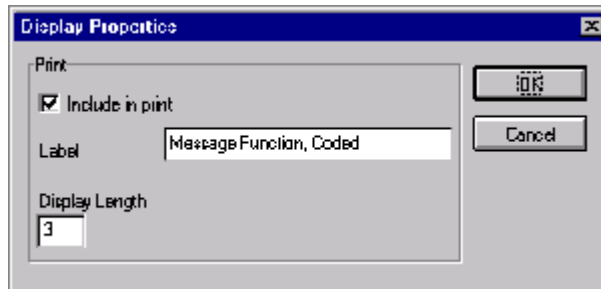 Display Properties
Print
Include in print
OK
Label
Message Function, Coded
Cancel
Display Length
3